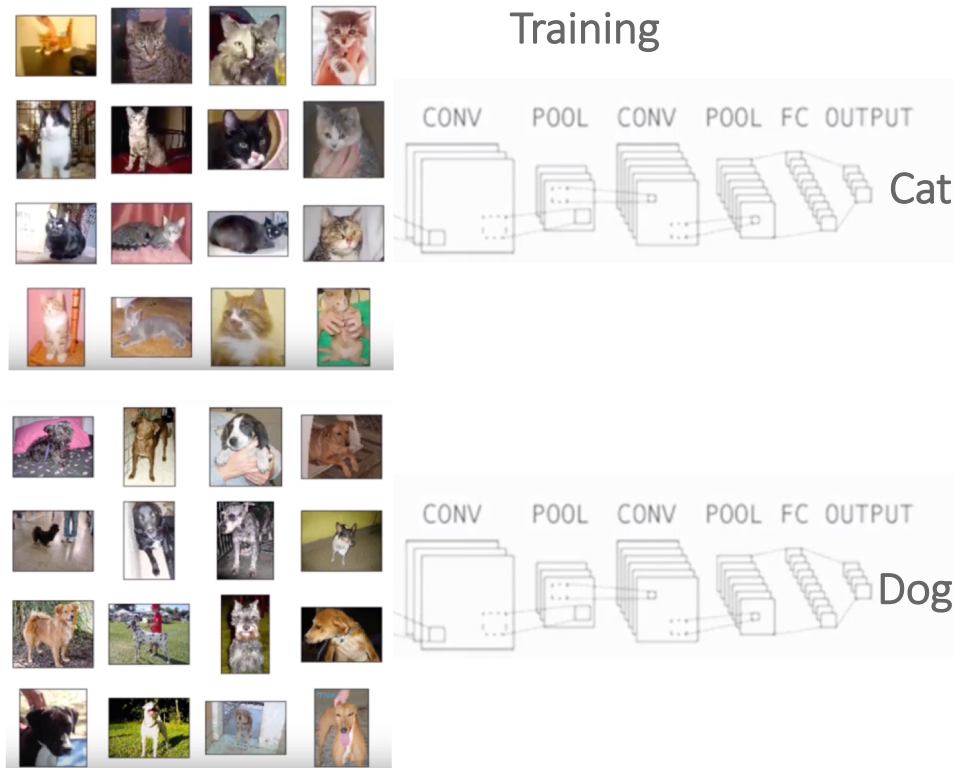 Training
CONV POOL CONV POOL FC OUTPUT
Cat
CONV POOL CONV POOL FC OUTPUT
Dog